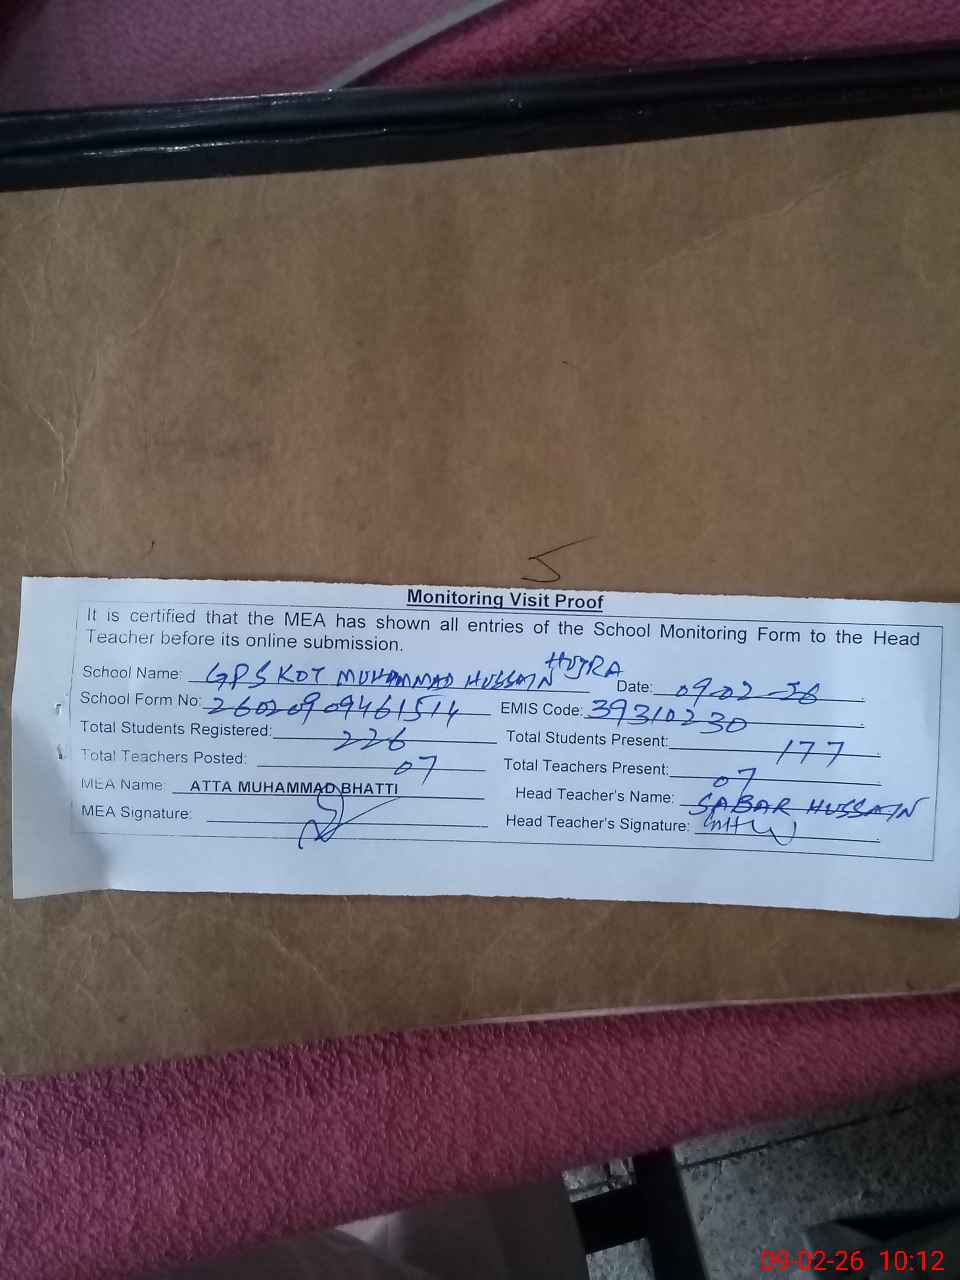 5
Monitoring Visit Proof
It is certified that the MEA has shown all entries of the School Monitoring Form to the Head
Teacher before its online submission.
School Name: GPS KOT MUHAMMAD HUSSAIN HUJRA Date: 09-02-26
School Form No: 26020909461514 EMIS Code: 39310230
Total Students Registered: 226 Total Students Present: 177
Total Teachers Posted: 07 Total Teachers Present: 07
MEA Name: ATTA MUHAMMAD BHATTI Head Teacher's Name: SABAR HUSSAIN
MEA Signature: Head Teacher's Signature:
09-02-26 10:12